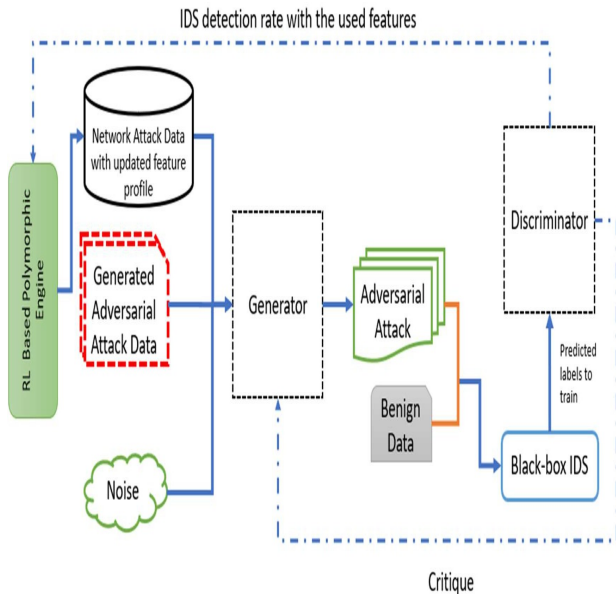 IDS detection rate with the used features
Network Attack Data
with updated feature
profile
RL Based Polymorphic
Engine
Generated
Adversarial
Attack Data
Noise
Generator
Adversarial
Attack
Benign
Data
Discriminator
Predicted
labels to
train
Black-box IDS
Critique